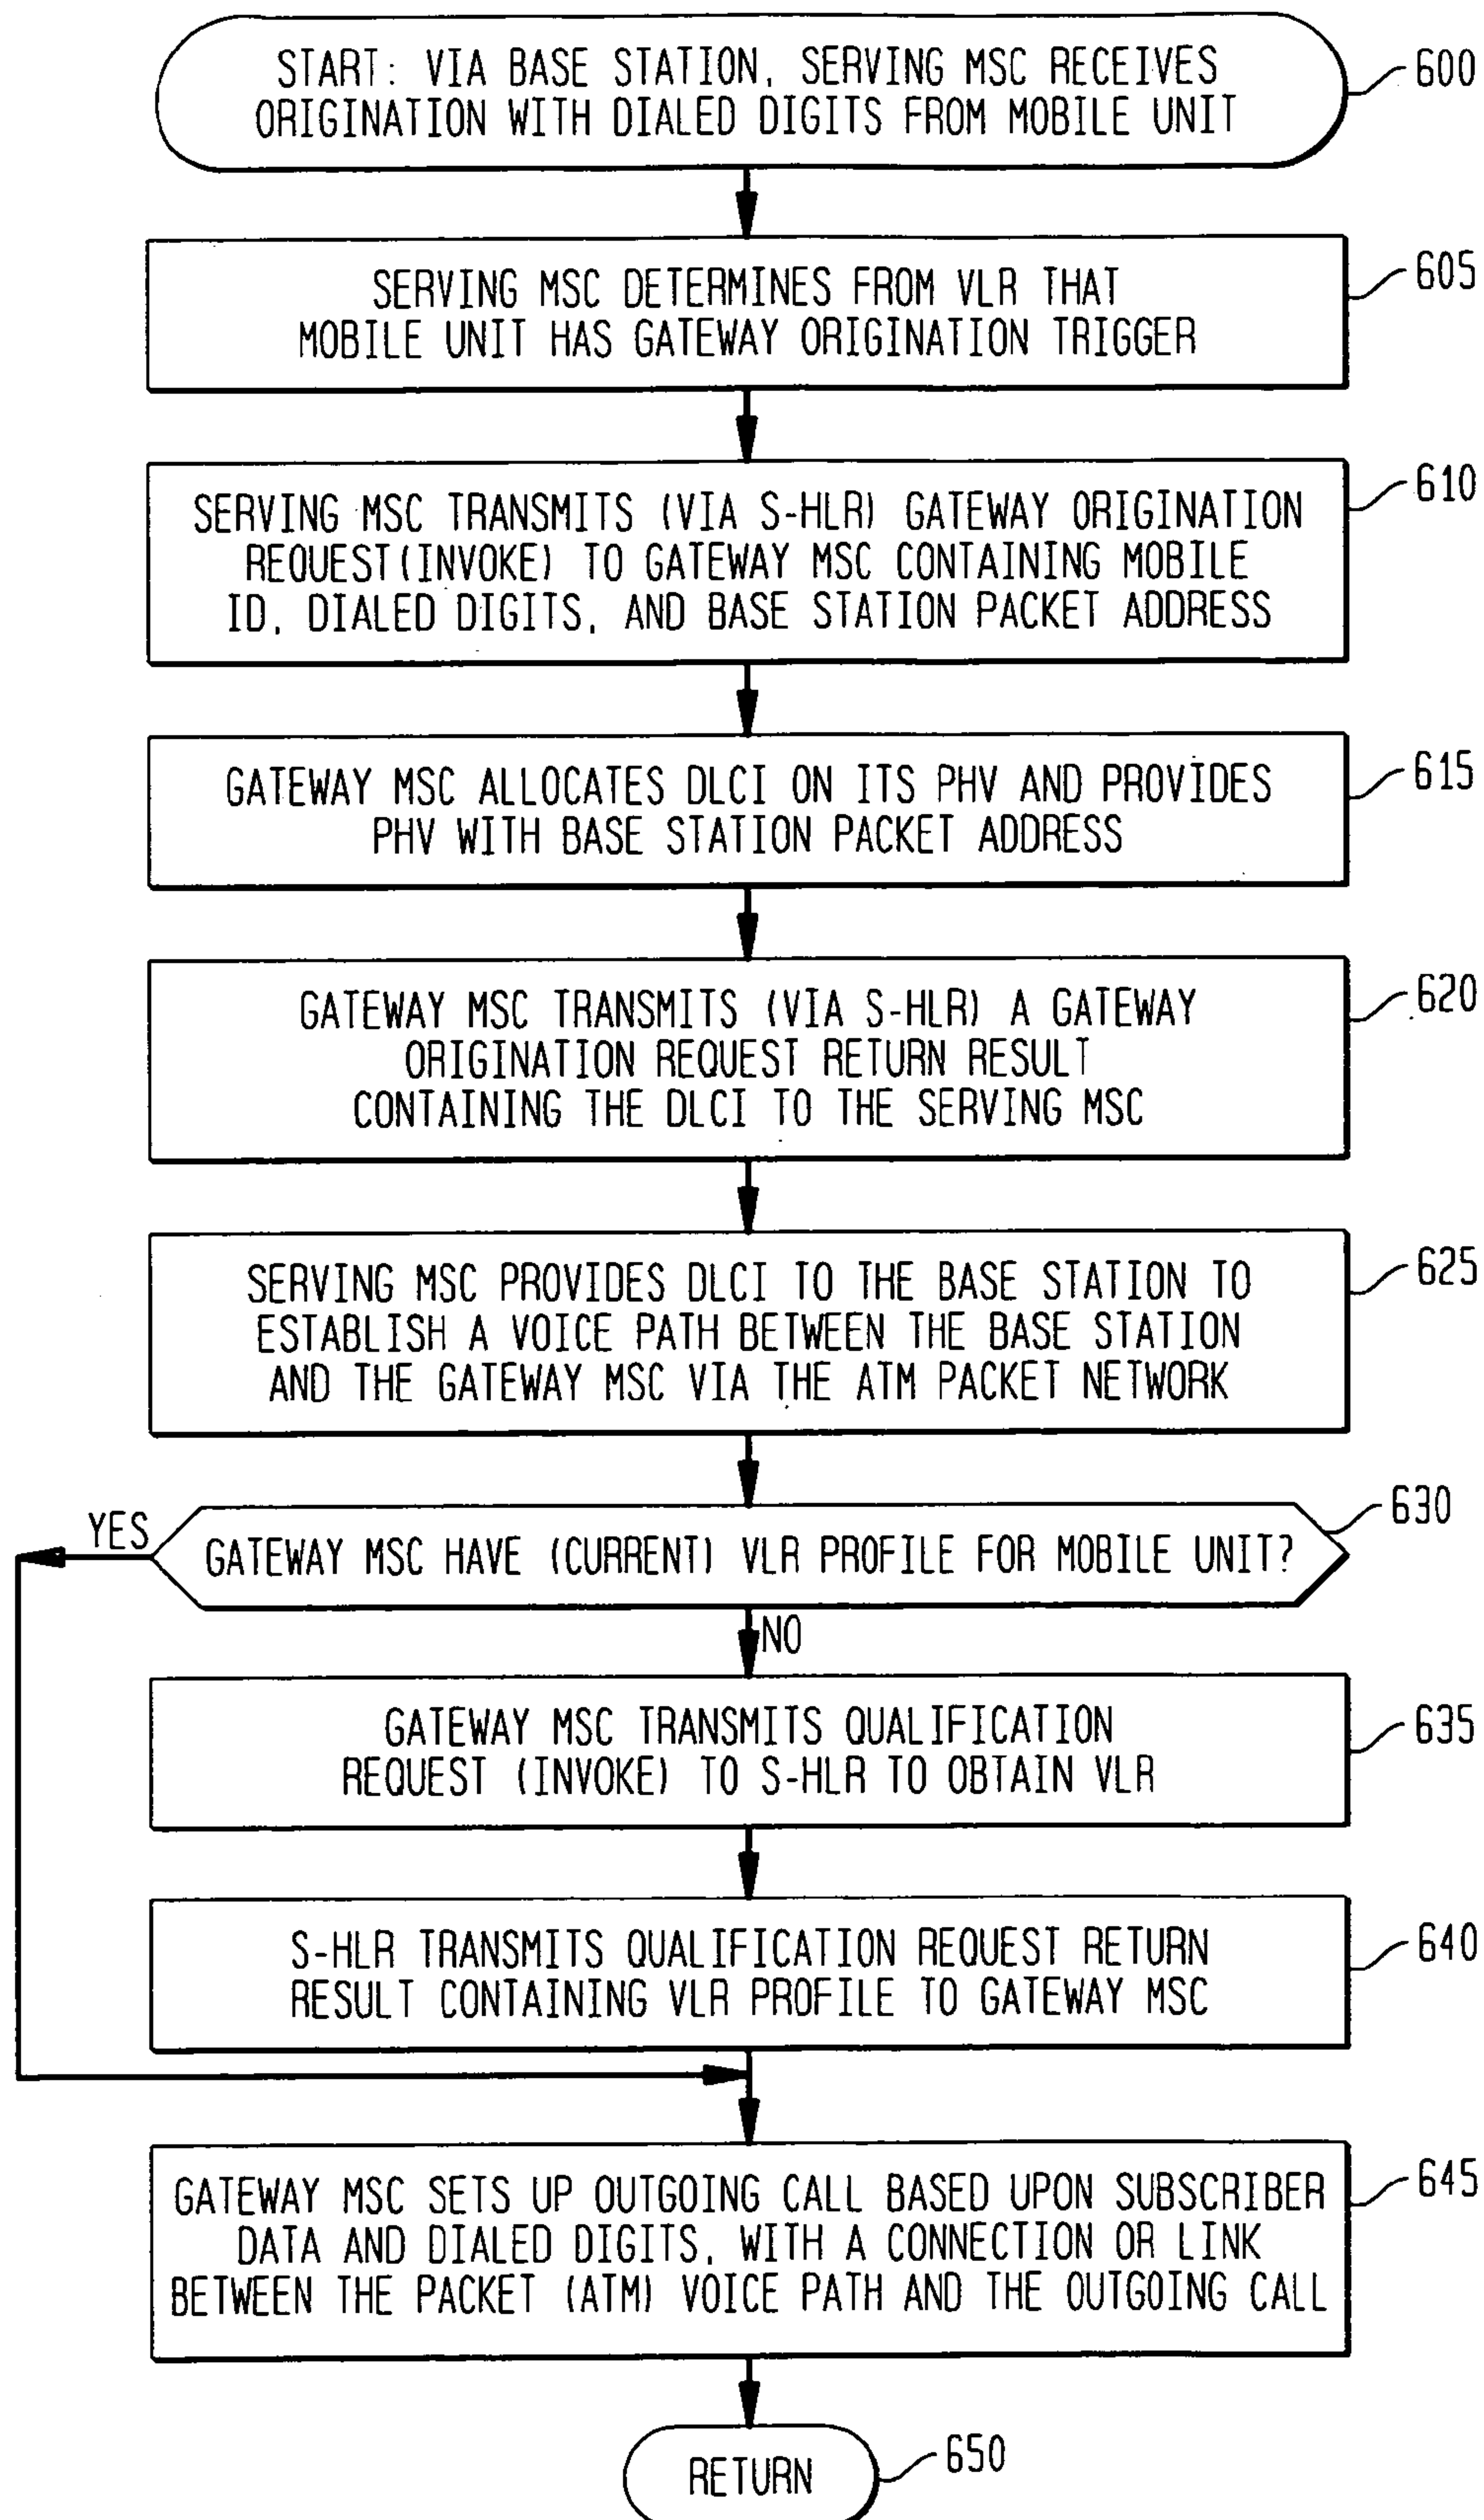 START: VIA BASE STATION, SERVING MSC RECEIVES
ORIGINATION WITH DIALED DIGITS FROM MOBILE UNIT
600
SERVING MSC DETERMINES FROM VLR THAT
MOBILE UNIT HAS GATEWAY ORIGINATION TRIGGER
605
SERVING MSC TRANSMITS (VIA S-HLR) GATEWAY ORIGINATION
REQUEST(INVOKE) TO GATEWAY MSC CONTAINING MOBILE
ID, DIALED DIGITS, AND BASE STATION PACKET ADDRESS
610
GATEWAY MSC ALLOCATES DLCI ON ITS PHV AND PROVIDES
PHV WITH BASE STATION PACKET ADDRESS
615
GATEWAY MSC TRANSMITS (VIA S-HLR) A GATEWAY
ORIGINATION REQUEST RETURN RESULT
CONTAINING THE DLCI TO THE SERVING MSC
620
SERVING MSC PROVIDES DLCI TO THE BASE STATION TO
ESTABLISH A VOICE PATH BETWEEN THE BASE STATION
AND THE GATEWAY MSC VIA THE ATM PACKET NETWORK
625
YES
GATEWAY MSC HAVE (CURRENT) VLR PROFILE FOR MOBILE UNIT?
630
NO
GATEWAY MSC TRANSMITS QUALIFICATION
REQUEST (INVOKE) TO S-HLR TO OBTAIN VLR
635
S-HLR TRANSMITS QUALIFICATION REQUEST RETURN
RESULT CONTAINING VLR PROFILE TO GATEWAY MSC
640
GATEWAY MSC SETS UP OUTGOING CALL BASED UPON SUBSCRIBER
DATA AND DIALED DIGITS, WITH A CONNECTION OR LINK
BETWEEN THE PACKET (ATM) VOICE PATH AND THE OUTGOING CALL
645
RETURN
650